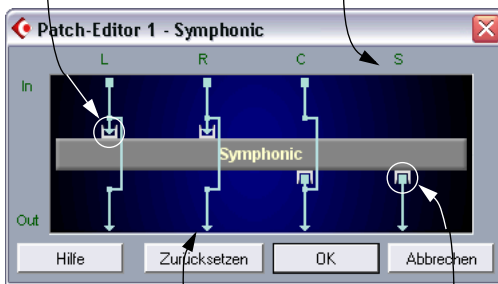 Patch-Editor 1 - Symphonic
L R C S
In
Symphonic
Out
Hilfe Zurücksetzen OK Abbrechen